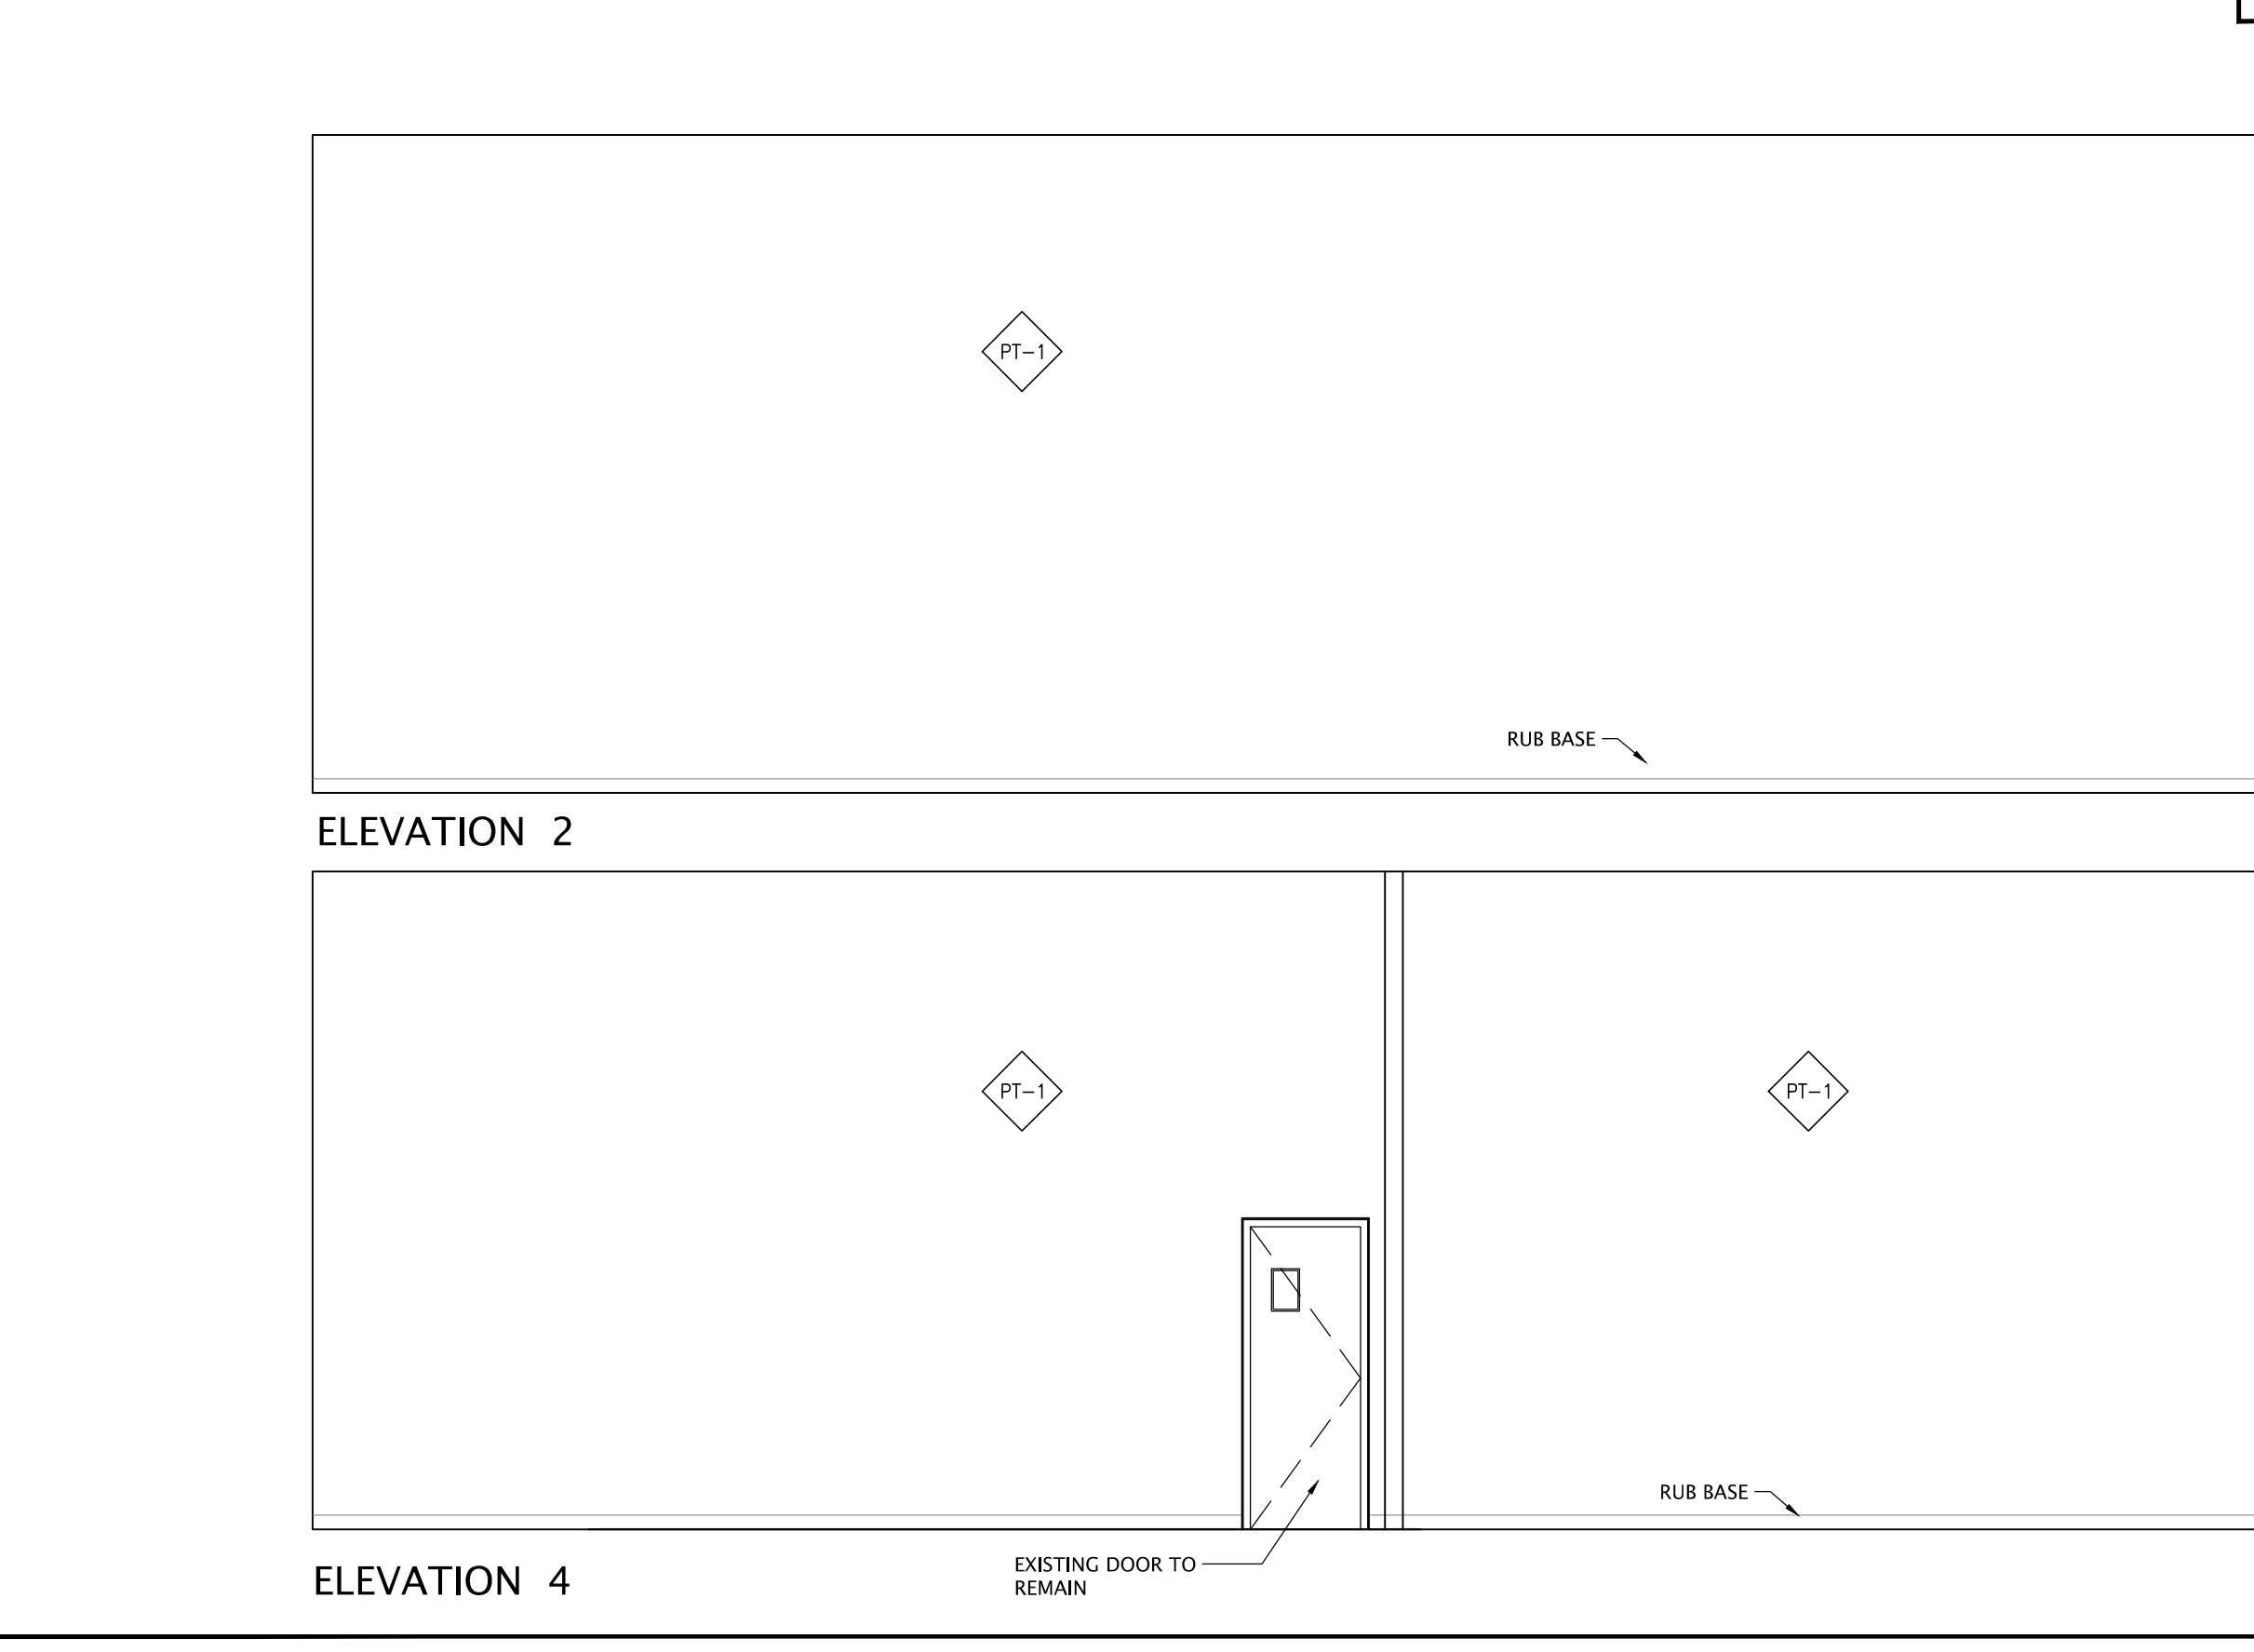 PT-1
RUB BASE
ELEVATION 2
PT-1
PT-1
RUB BASE
EXISTING DOOR TO
REMAIN
ELEVATION 4